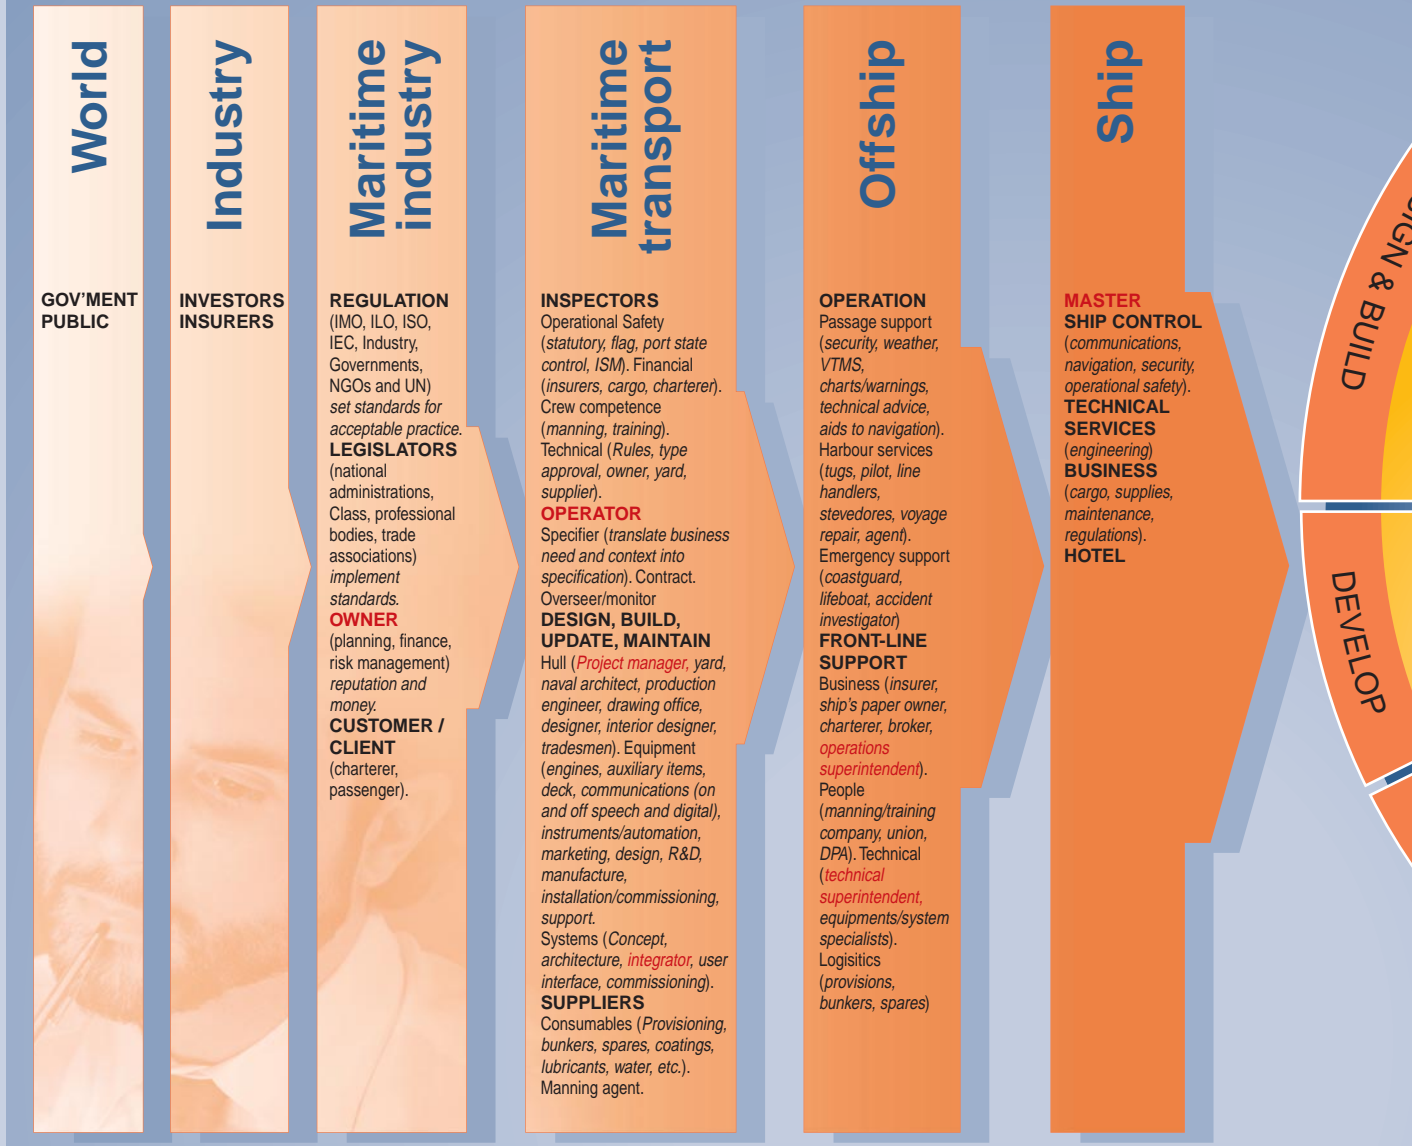 World
GOV'MENT
PUBLIC
Industry
INVESTORS
INSURERS
Maritime
industry
REGULATION
(IMO, ILO, ISO,
IEC, Industry,
Governments,
NGOs and UN)
set standards for
acceptable practice.
LEGISLATORS
(national
administrations,
Class, professional
bodies, trade
associations)
implement
standards.
OWNER
(planning, finance,
risk management)
reputation and
money.
CUSTOMER /
CLIENT
(charterer,
passenger).
Maritime
transport
INSPECTORS
Operational Safety
(statutory, flag, port state
control, ISM). Financial
(insurers, cargo, charterer).
Crew competence
(manning, training).
Technical (Rules, type
approval, owner, yard,
supplier).
OPERATOR
Specifier (translate business
need and context into
specification). Contract.
Overseer/monitor
DESIGN, BUILD,
UPDATE, MAINTAIN
Hull (Project manager, yard,
naval architect, production
engineer, drawing office,
designer, interior designer,
tradesmen). Equipment
(engines, auxiliary items,
deck, communications (on
and off speech and digital),
instruments/automation,
marketing, design, R&D,
manufacture,
installation/commissioning,
support.
Systems (Concept,
architecture, integrator, user
interface, commissioning).
SUPPLIERS
Consumables (Provisioning,
bunkers, spares, coatings,
lubricants, water, etc.).
Manning agent.
Offship
OPERATION
Passage support
(security, weather,
VTMS,
charts/warnings,
technical advice,
aids to navigation).
Harbour services
(tugs, pilot, line
handlers,
stevedores, voyage
repair, agent).
Emergency support
(coastguard,
lifeboat, accident
investigator)
FRONT-LINE
SUPPORT
Business (insurer,
ship's paper owner,
charterer, broker,
operations
superintendent).
People
(manning/training
company, union,
DPA). Technical
(technical
superintendent,
equipments/system
specialists).
Logisitics
(provisions,
bunkers, spares)
Ship
MASTER
SHIP CONTROL
(communications,
navigation, security,
operational safety).
TECHNICAL
SERVICES
(engineering)
BUSINESS
(cargo, supplies,
maintenance,
regulations).
HOTEL
IGN & BUILD
DEVELOP